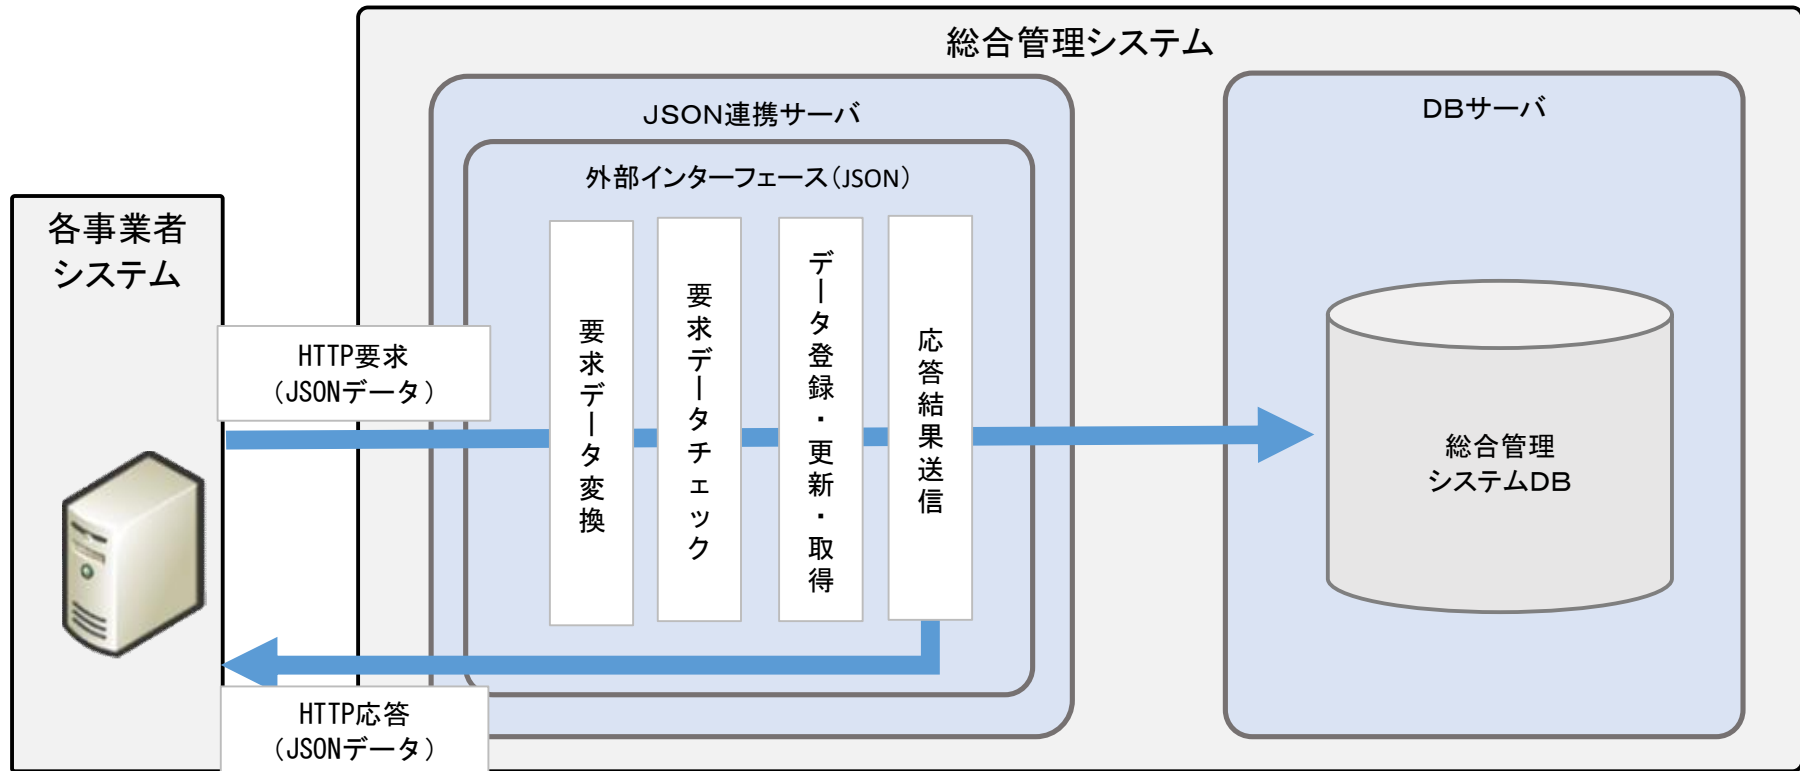 総合管理システム
JSON連携サーバ
DBサーバ
外部インターフェース(JSON)
各事業者
システム
HTTP要求
(JSONデータ)
要求データ変換
要求データチェック
データ登録・更新・取得
応答結果送信
総合管理
システムDB
HTTP応答
(JSONデータ)